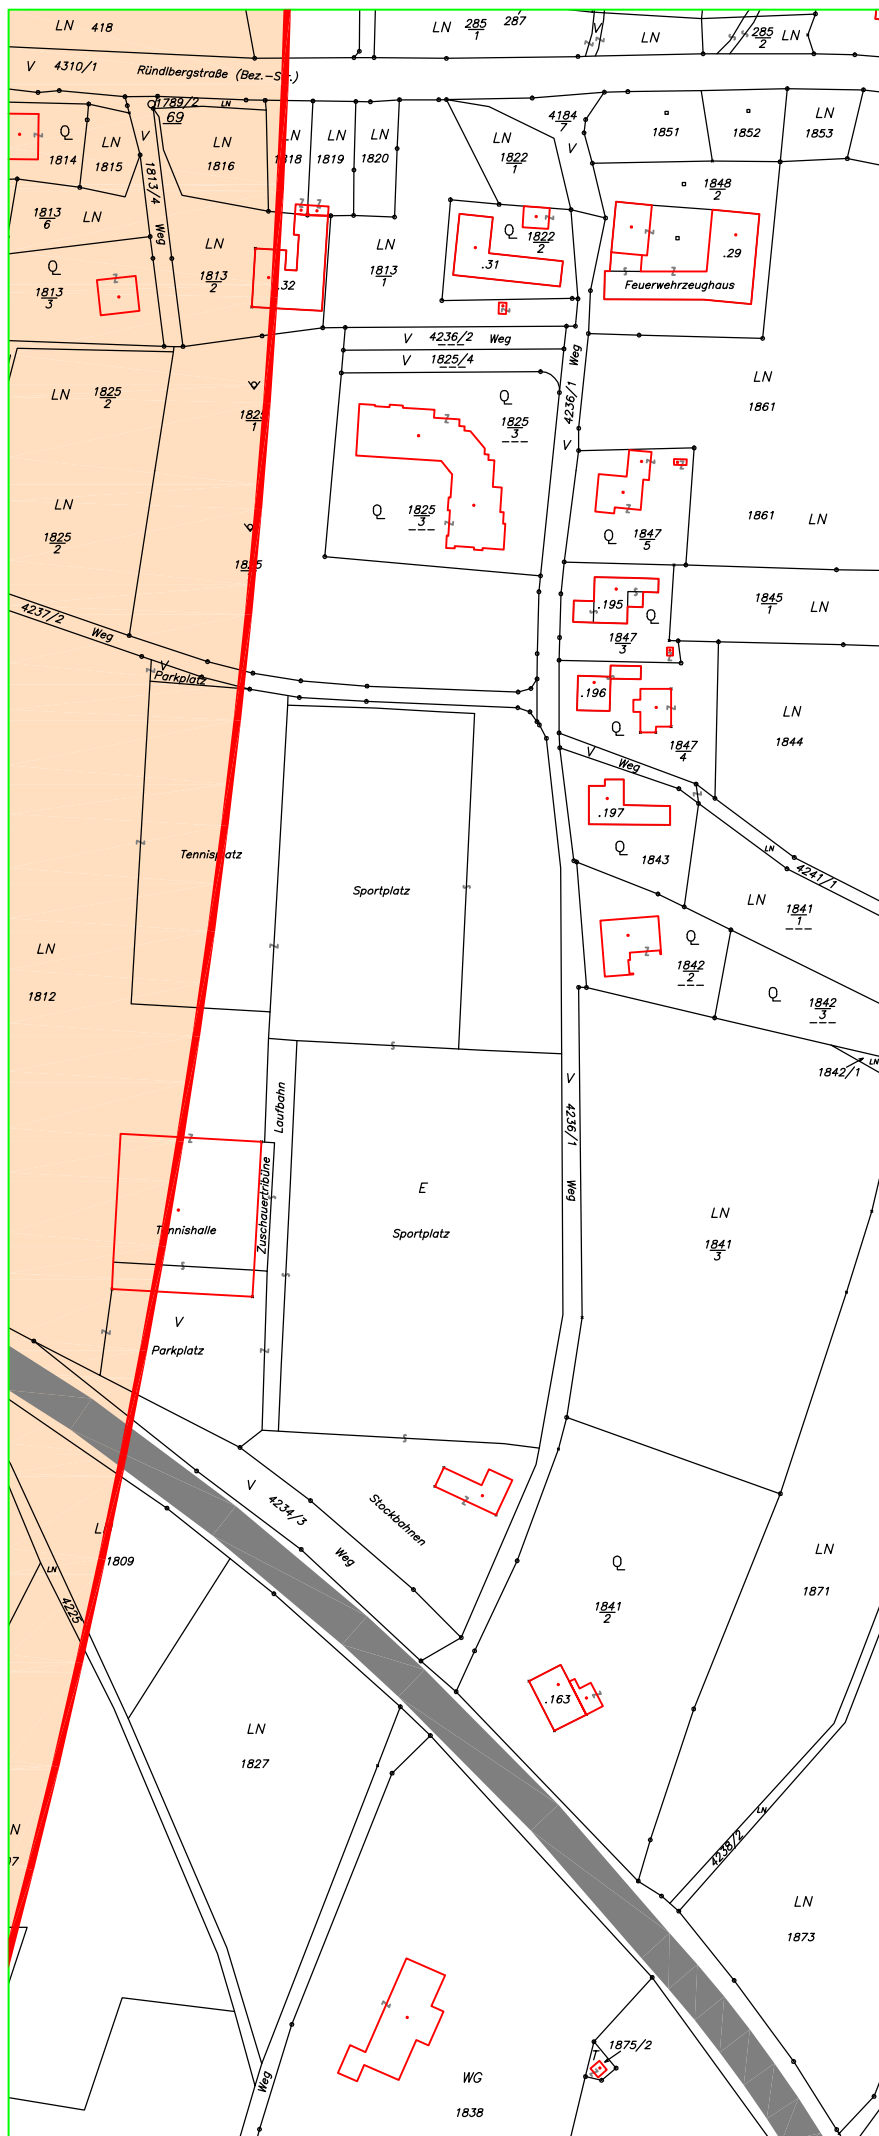 LN 418
LN 285/1 287
V
LN 285/2 LN
V 4310/1
Ründlbergstraße (Bez.-Str.)
1789/2 LN
69
Q
1814
LN
1815
V
1813/4
Weg
LN
1816
LN
1818
LN
1819
LN
1820
LN
1822/1
4184/7
V
1851
1852
LN
1853
1848/2
1813/6 LN
Q
1813/3
LN
1813/2
.32
LN
1813/1
Q 1822/2
.31
.29
Feuerwehrzeughaus
V 4236/2 Weg
V 1825/4
Weg
4236/1
V
LN 1825/2
1825/1
Q
1825/3
LN
1861
LN
1825/2
Q 1825/3
Q 1847/5
1861 LN
4237/2
Weg
V
Parkplatz
.195
Q
1847/3
1845/1 LN
.196
Q
1847/4
LN
1844
V Weg
.197
Q 1843
LN
4241/1
Tennisplatz
Sportplatz
LN
1841/1
LN
1812
Q
1842/2
Q 1842/3
1842/1
LN
Laufbahn
V
4236/1
Weg
Zuschauertribüne
Tennishalle
E
Sportplatz
LN
1841/3
V
Parkplatz
V 4234/3
Weg
Stockbahnen
1809
LN
4225
Q
1841/2
LN
1871
.163
LN
1827
LN
4238/2
LN
1873
Weg
T 1875/2
WG
1838